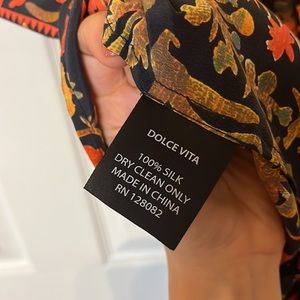 DOLCE VITA
100% SILK
DRY CLEAN ONLY
MADE IN CHINA
RN 128082